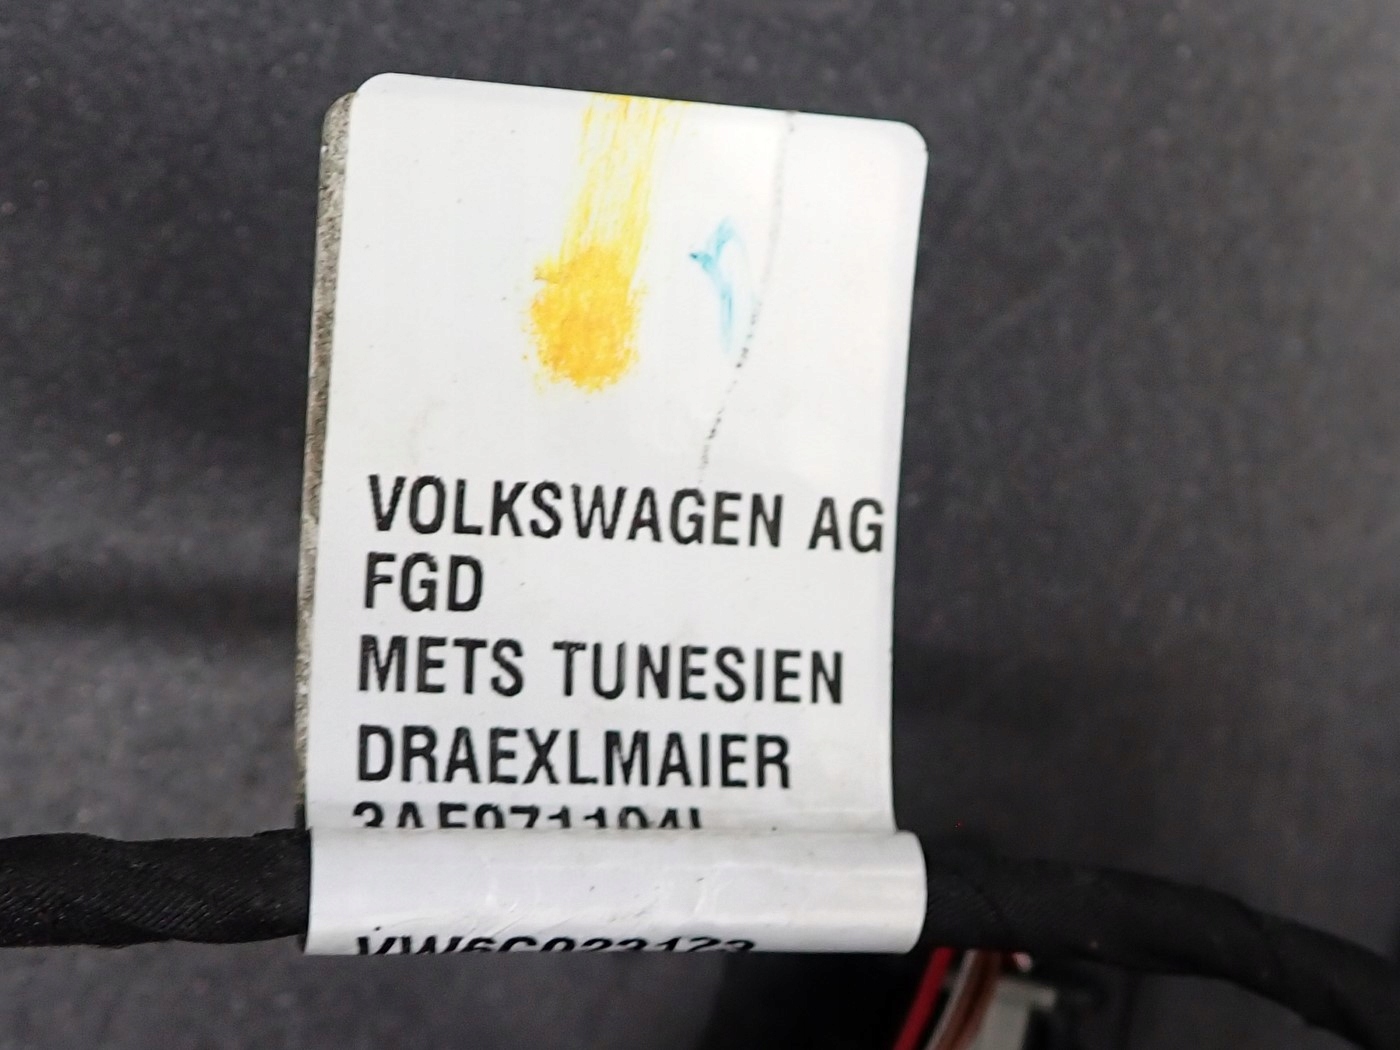 VOLKSWAGEN AG
FGD
METS TUNESIEN
DRAEXLMAIER